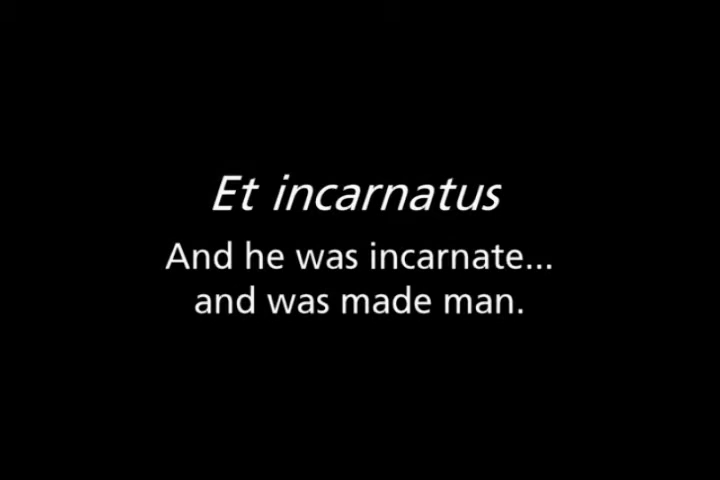 Et incarnatus
And he was incarnate...
and was made man.